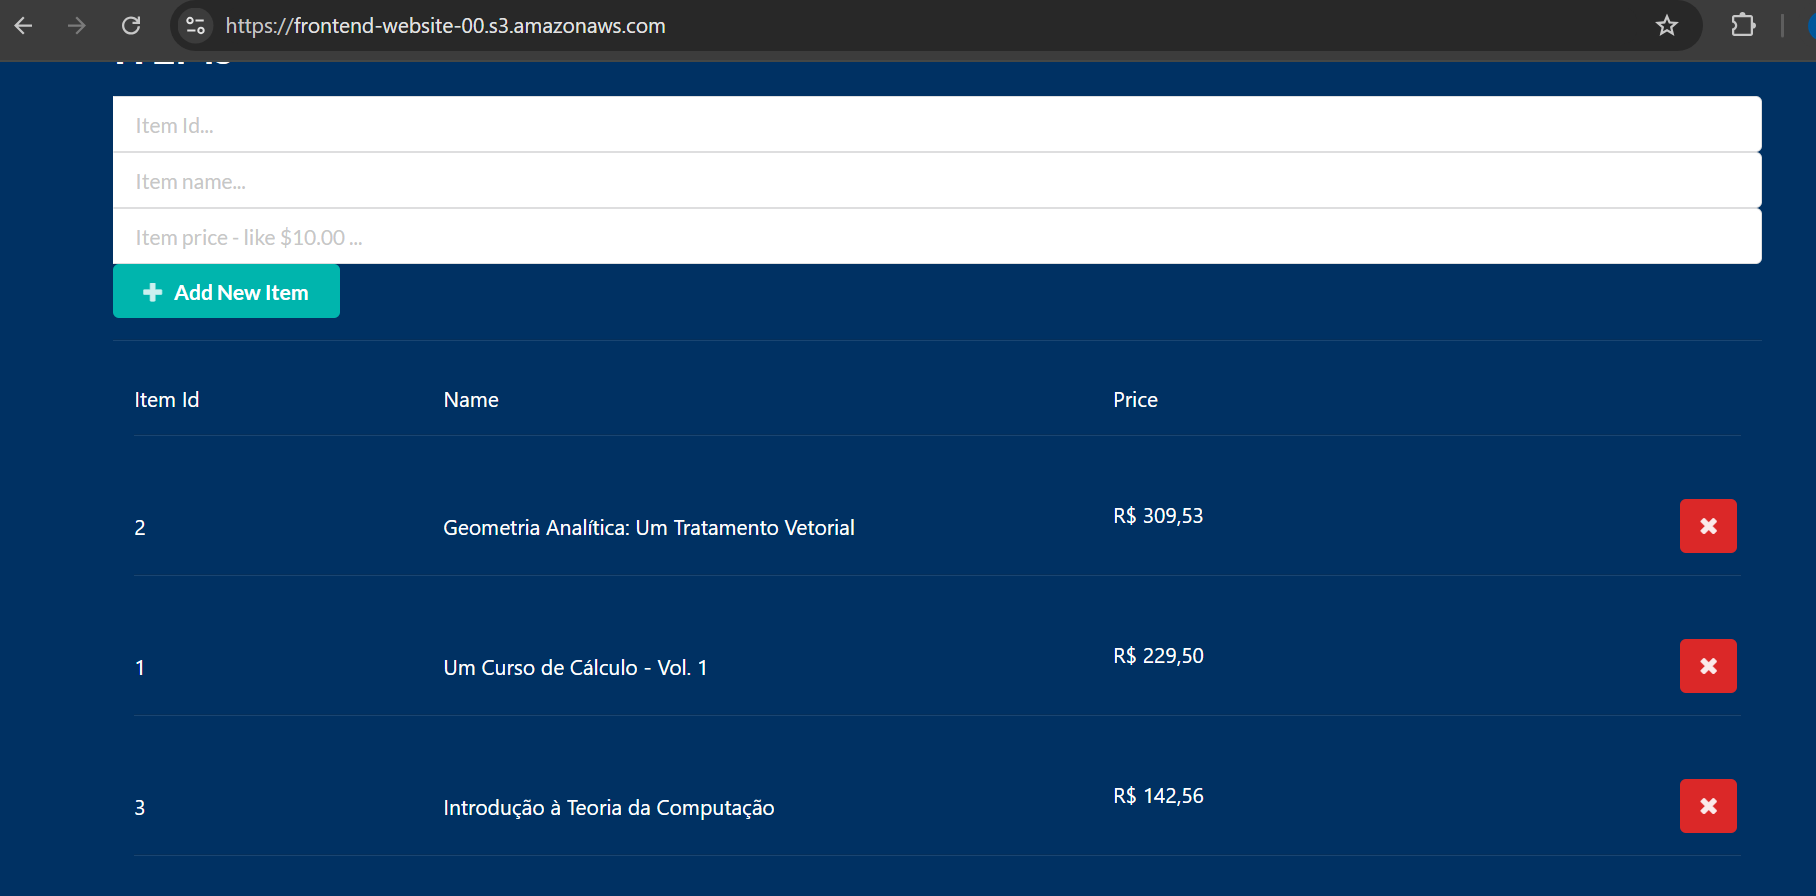 https://frontend-website-00.s3.amazonaws.com
Item Id...
Item name...
Item price - like $10.00 ...
Add New Item
Item Id Name Price
2 Geometria Analítica: Um Tratamento Vetorial R$ 309,53
1 Um Curso de Cálculo - Vol. 1 R$ 229,50
3 Introdução à Teoria da Computação R$ 142,56